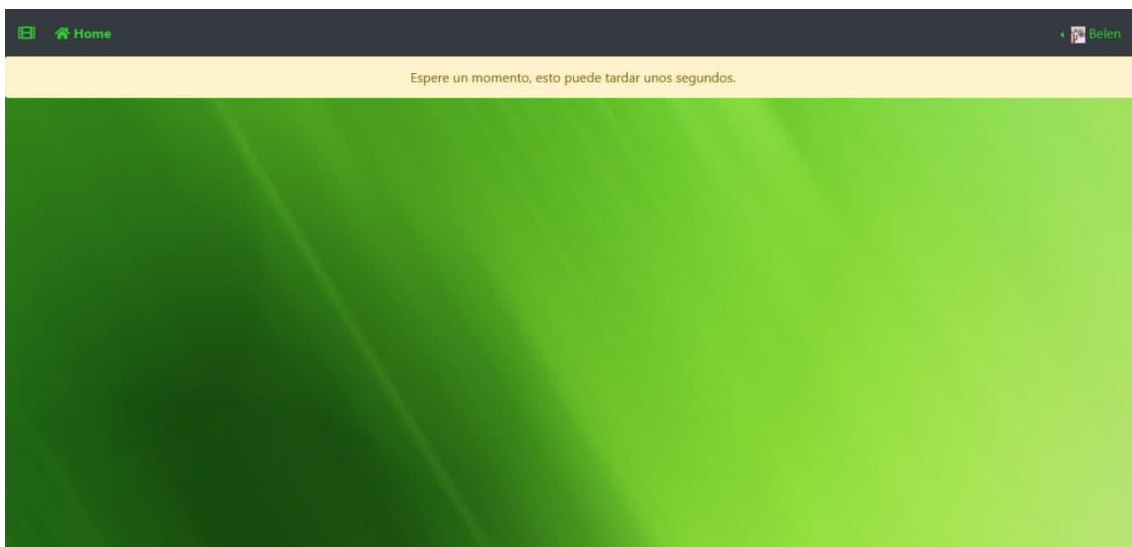 Home
Belen
Espere un momento, esto puede tardar unos segundos.